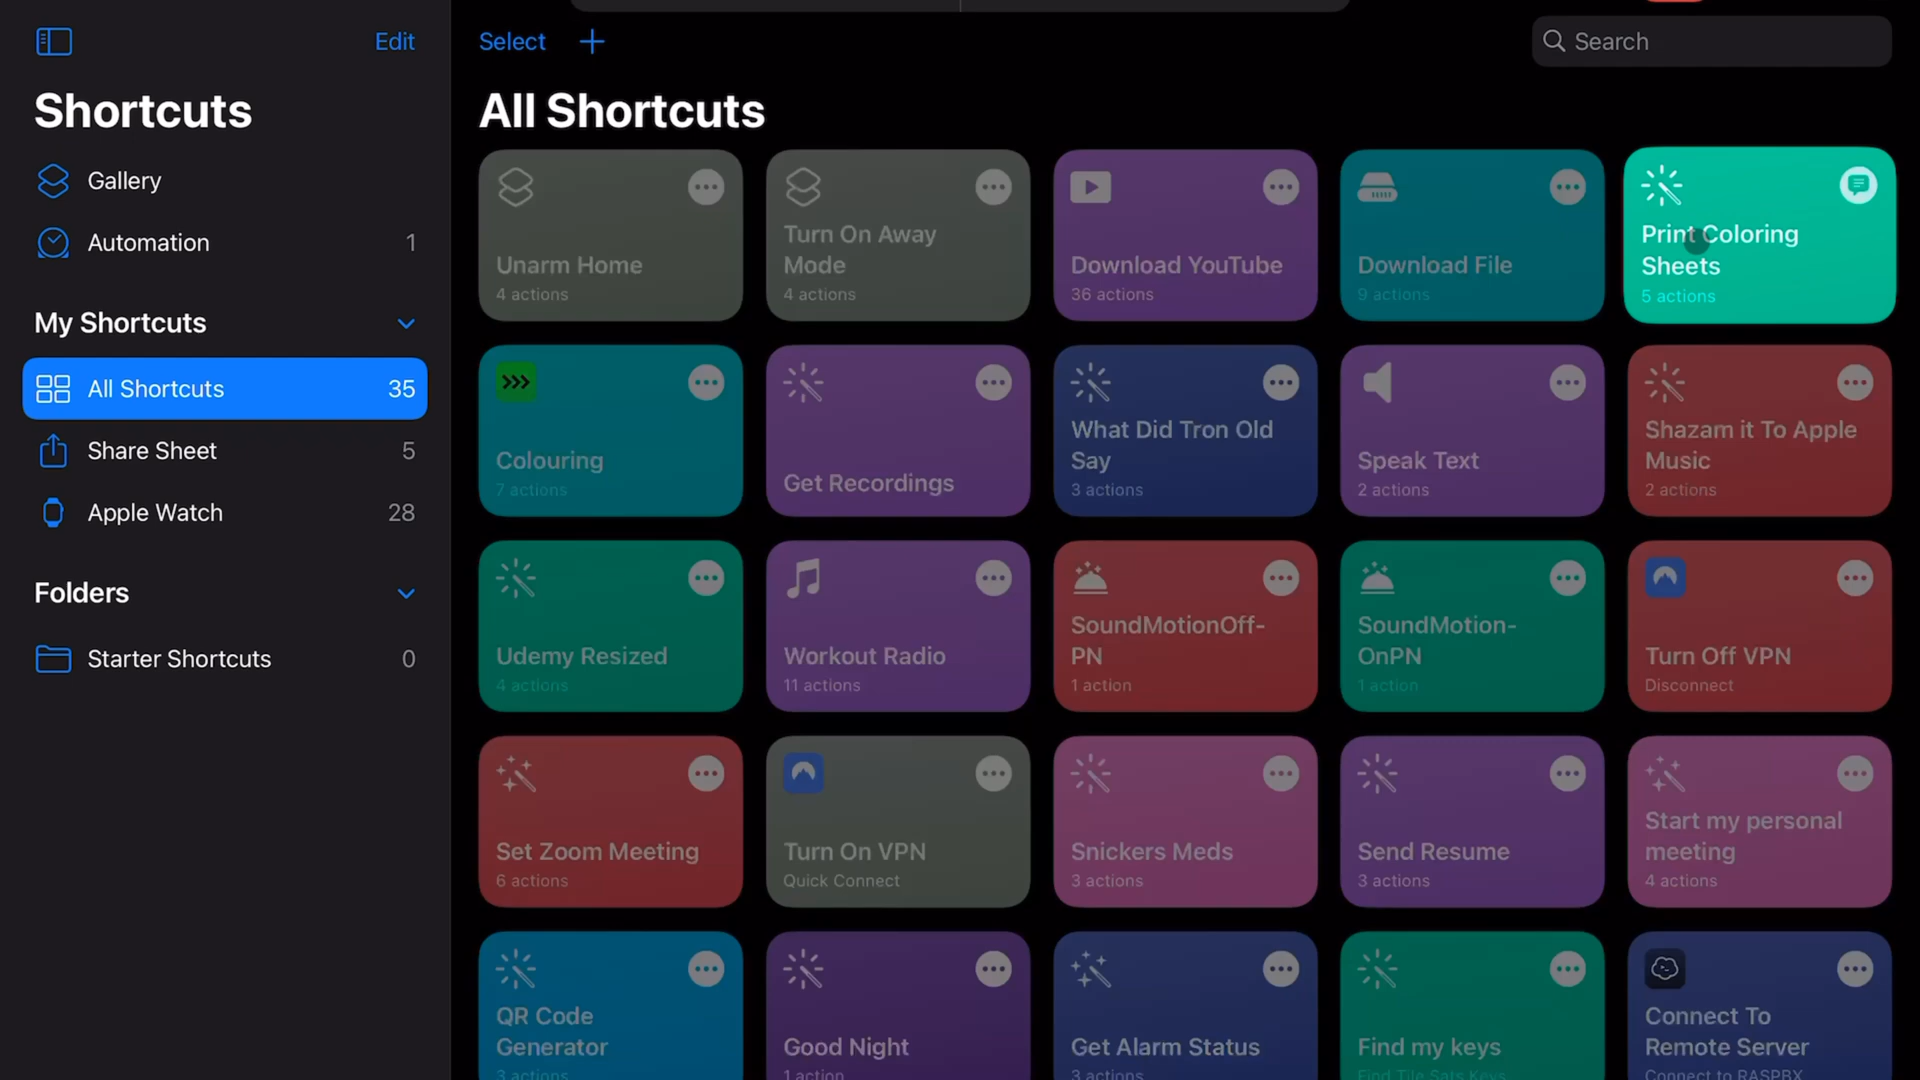 Edit
Select
Search
Shortcuts
Gallery
Automation 1
My Shortcuts
All Shortcuts 35
Share Sheet 5
Apple Watch 28
Folders
Starter Shortcuts 0
All Shortcuts
Unarm Home
4 actions
Turn On Away
Mode
4 actions
Download YouTube
36 actions
Download File
9 actions
Print Coloring
Sheets
5 actions
Colouring
7 actions
Get Recordings
What Did Tron Old
Say
3 actions
Speak Text
2 actions
Shazam it To Apple
Music
2 actions
Udemy Resized
4 actions
Workout Radio
11 actions
SoundMotionOff-
PN
1 action
SoundMotion-
OnPN
1 action
Turn Off VPN
Disconnect
Set Zoom Meeting
6 actions
Turn On VPN
Quick Connect
Snickers Meds
3 actions
Send Resume
3 actions
Start my personal
meeting
4 actions
QR Code
Generator
3 actions
Good Night
1 action
Get Alarm Status
3 actions
Find my keys
Find Tile Sats Keys
Connect To
Remote Server
Connect to RASPBX